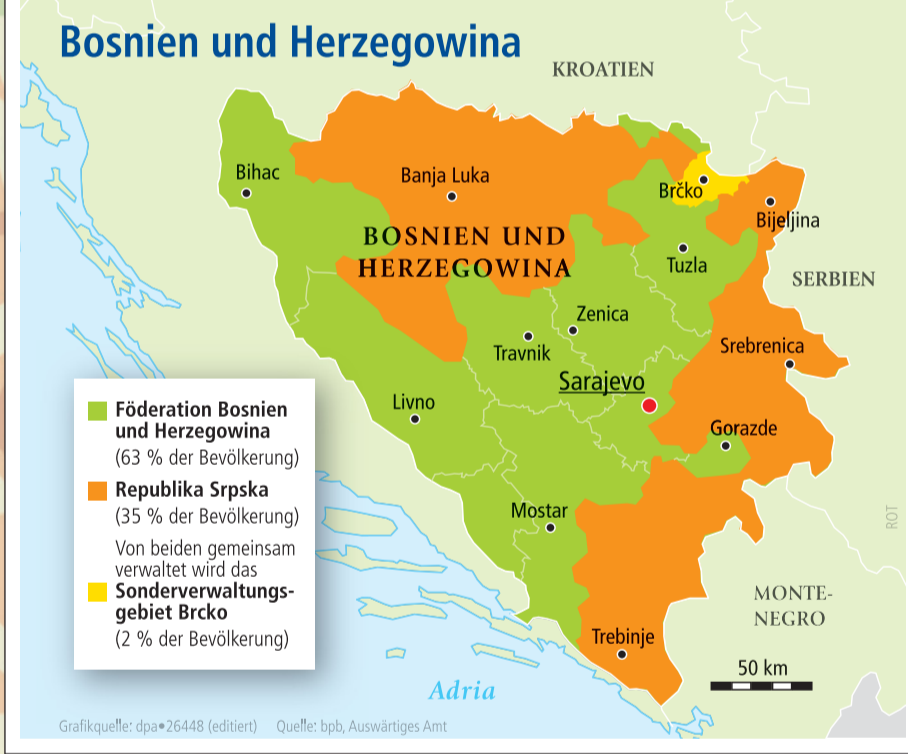 Bosnien und Herzegowina
KROATIEN
Bihac
Banja Luka
Brčko
Bijeljina
BOSNIEN UND
HERZEGOWINA
Tuzla
SERBIEN
Zenica
Travnik
Srebrenica
Sarajevo
Livno
Gorazde
Föderation Bosnien
und Herzegowina
(63 % der Bevölkerung)
Republika Srpska
(35 % der Bevölkerung)
Von beiden gemeinsam
verwaltet wird das
Sonderverwaltungs-
gebiet Brcko
(2 % der Bevölkerung)
Mostar
ROT
MONTE-
NEGRO
Trebinje
50 km
Adria
Grafikquelle: dpa•26448 (editiert) Quelle: bpb, Auswärtiges Amt